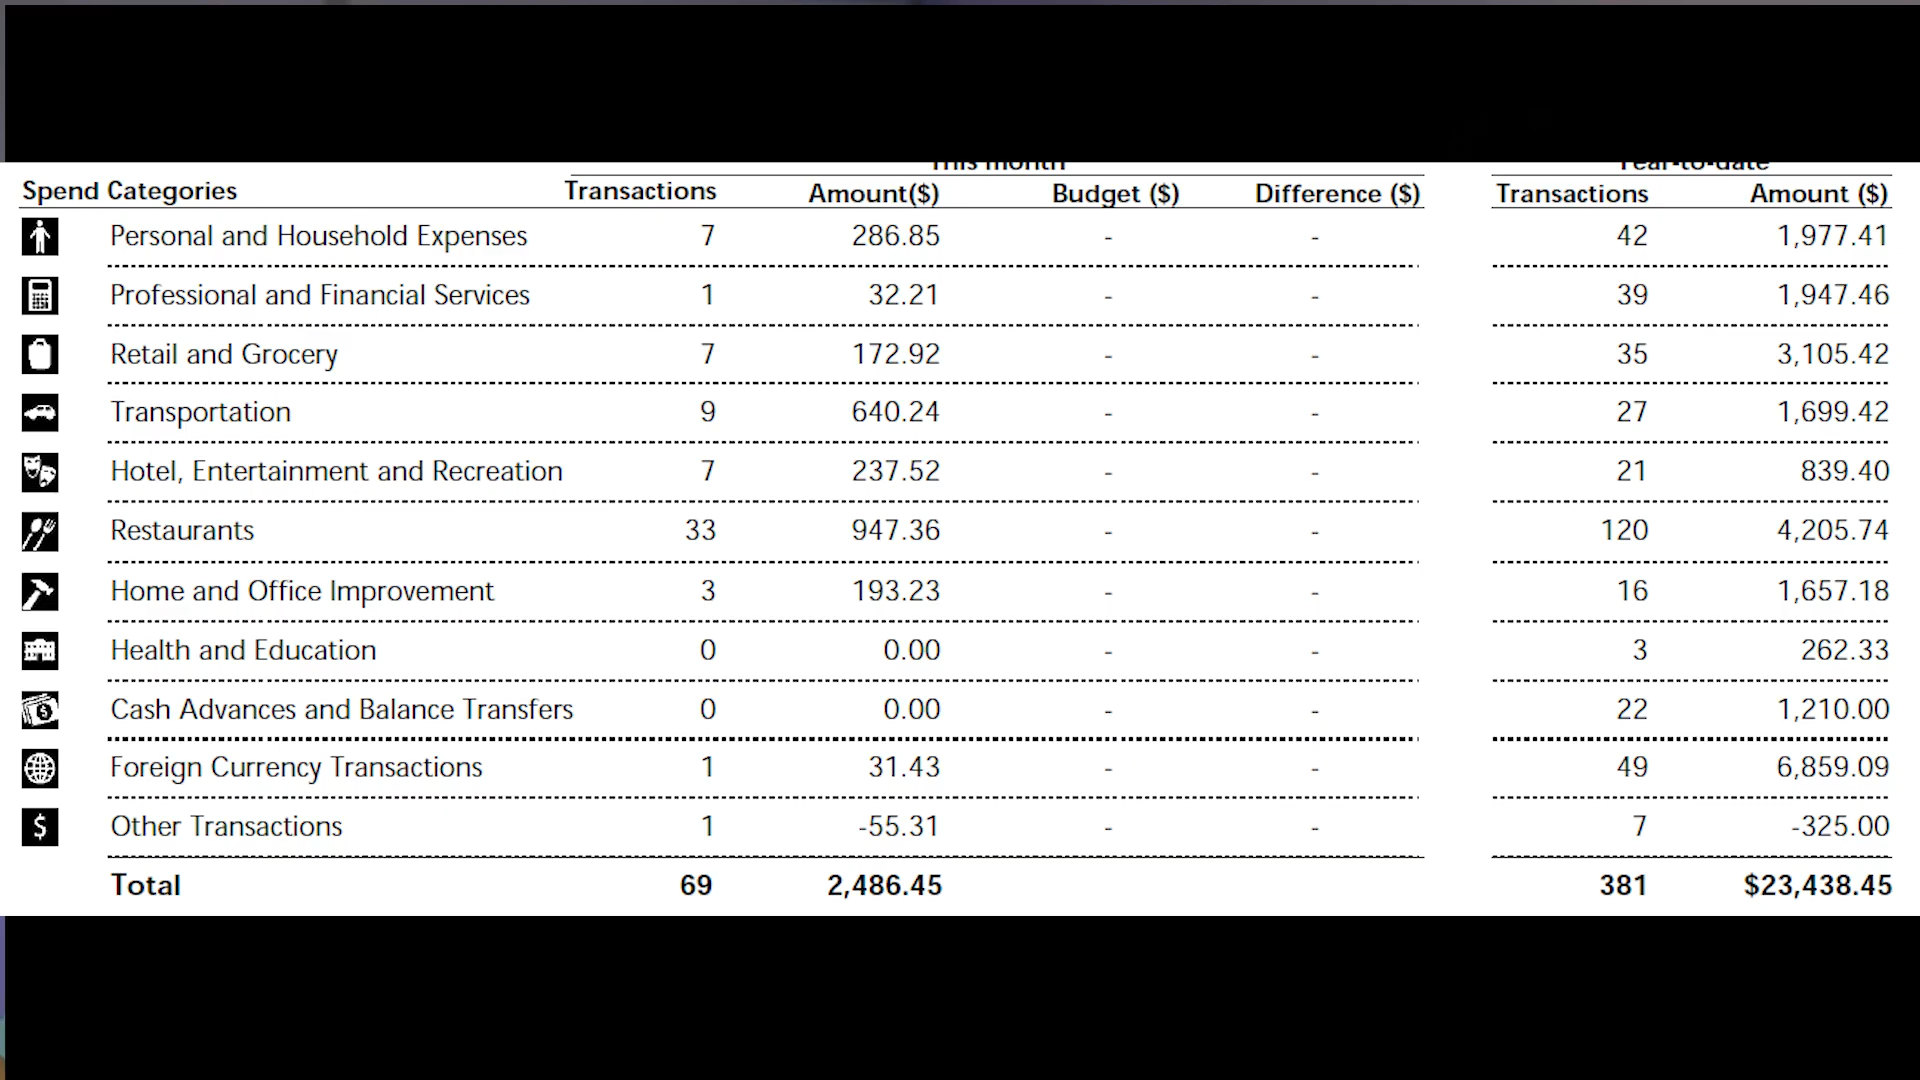 This month Year-to-date
Spend Categories Transactions Amount($) Budget ($) Difference ($) Transactions Amount ($)
Personal and Household Expenses 7 286.85 - - 42 1,977.41
Professional and Financial Services 1 32.21 - - 39 1,947.46
Retail and Grocery 7 172.92 - - 35 3,105.42
Transportation 9 640.24 - - 27 1,699.42
Hotel, Entertainment and Recreation 7 237.52 - - 21 839.40
Restaurants 33 947.36 - - 120 4,205.74
Home and Office Improvement 3 193.23 - - 16 1,657.18
Health and Education 0 0.00 - - 3 262.33
Cash Advances and Balance Transfers 0 0.00 - - 22 1,210.00
Foreign Currency Transactions 1 31.43 - - 49 6,859.09
Other Transactions 1 -55.31 - - 7 -325.00
Total 69 2,486.45 381 $23,438.45